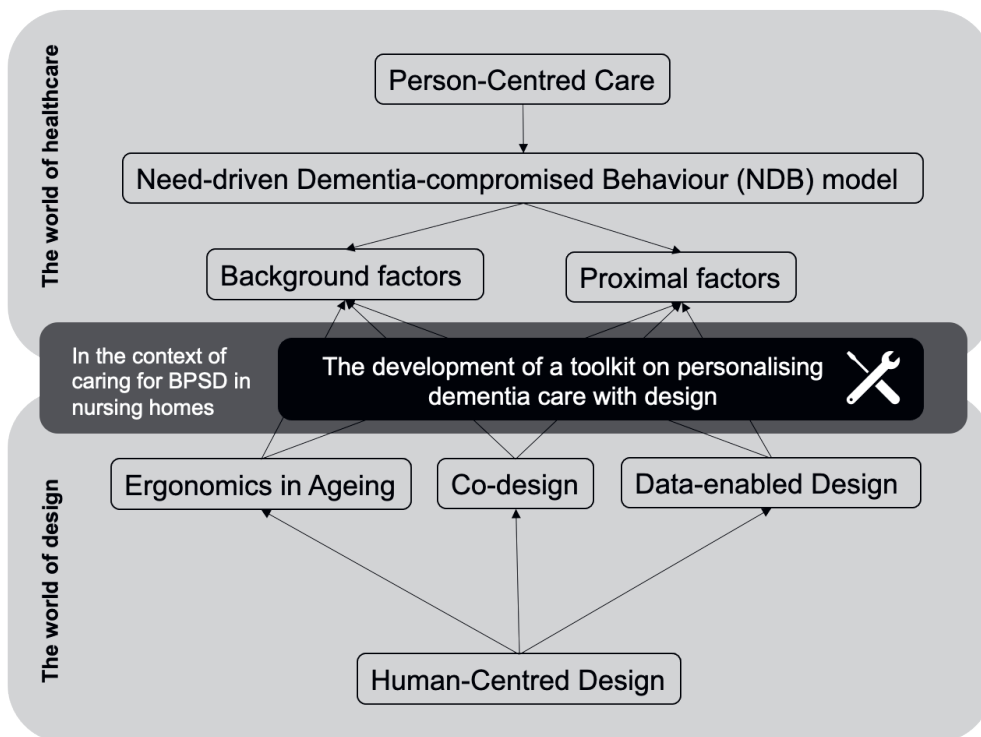 The world of healthcare
Person-Centred Care
Need-driven Dementia-compromised Behaviour (NDB) model
Background factors
Proximal factors
In the context of
caring for BPSD in
nursing homes
The development of a toolkit on personalising
dementia care with design
The world of design
Ergonomics in Ageing
Co-design
Data-enabled Design
Human-Centred Design